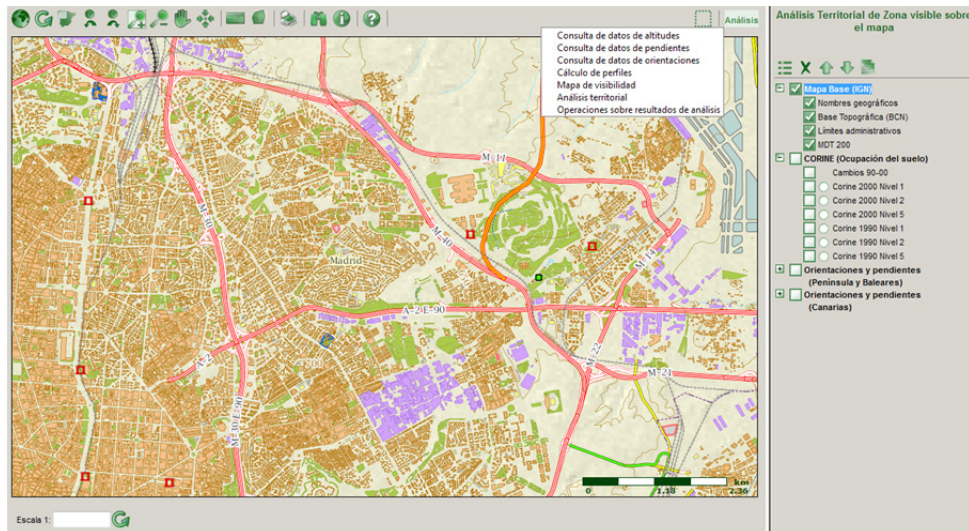 Análisis
Consulta de datos de altitudes
Consulta de datos de pendientes
Consulta de datos de orientaciones
Cálculo de perfiles
Mapa de visibilidad
Análisis territorial
Operaciones sobre resultados de análisis
M-11
M-30
M-40
Madrid
M-14
A-2 E-90
A-2
M-22
M-21
M-30 E-90
km
0
1.18
2.36
Escala 1:
Análisis Territorial de Zona visible sobre
el mapa
Mapa Base (IGN)
Nombres geográficos
Base Topográfica (BCN)
Límites administrativos
MDT 200
CORINE (Ocupación del suelo)
Cambios 90-00
Corine 2000 Nivel 1
Corine 2000 Nivel 2
Corine 2000 Nivel 5
Corine 1990 Nivel 1
Corine 1990 Nivel 2
Corine 1990 Nivel 5
Orientaciones y pendientes
(Península y Baleares)
Orientaciones y pendientes
(Canarias)